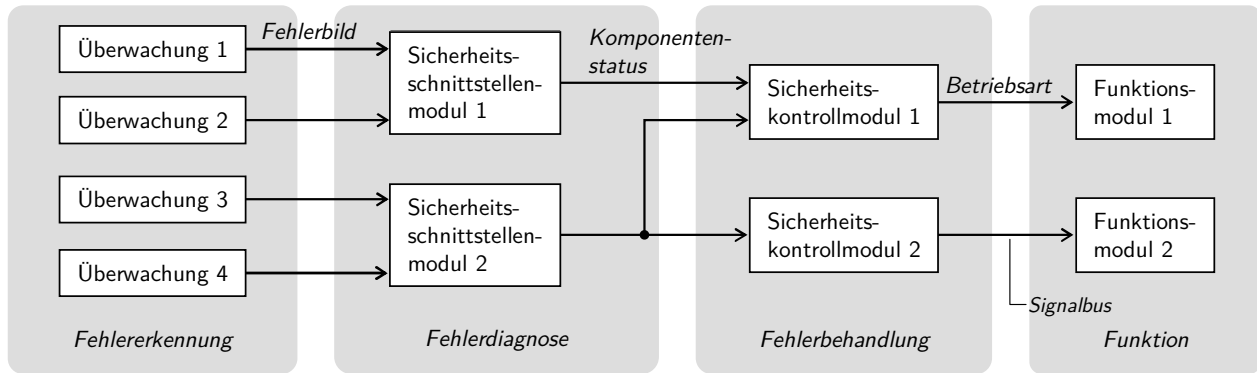 Überwachung 1
Überwachung 2
Überwachung 3
Überwachung 4
Fehlererkennung
Fehlerbild
Sicherheits-
schnittstellen-
modul 1
Sicherheits-
schnittstellen-
modul 2
Fehlerdiagnose
Komponenten-
status
Sicherheits-
kontrollmodul 1
Sicherheits-
kontrollmodul 2
Fehlerbehandlung
Betriebsart
Signalbus
Funktions-
modul 1
Funktions-
modul 2
Funktion